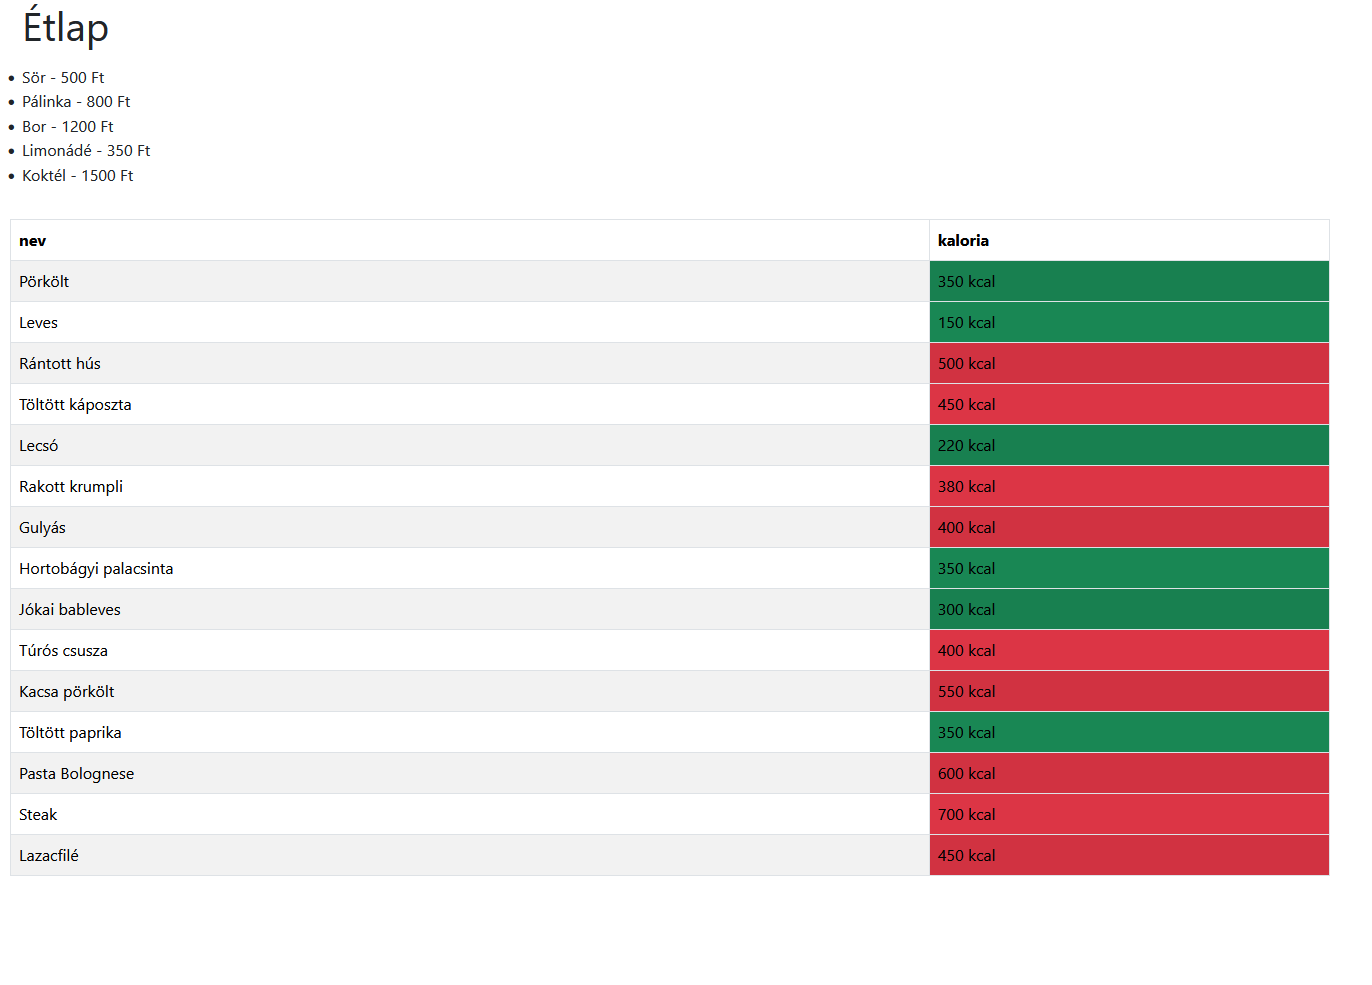 Étlap
Sör - 500 Ft
Pálinka - 800 Ft
Bor - 1200 Ft
Limonádé - 350 Ft
Koktél - 1500 Ft
nev kaloria
Pörkölt 350 kcal
Leves 150 kcal
Rántott hús 500 kcal
Töltött káposzta 450 kcal
Lecsó 220 kcal
Rakott krumpli 380 kcal
Gulyás 400 kcal
Hortobágyi palacsinta 350 kcal
Jókai bableves 300 kcal
Túrós csusza 400 kcal
Kacsa pörkölt 550 kcal
Töltött paprika 350 kcal
Pasta Bolognese 600 kcal
Steak 700 kcal
Lazacfilé 450 kcal